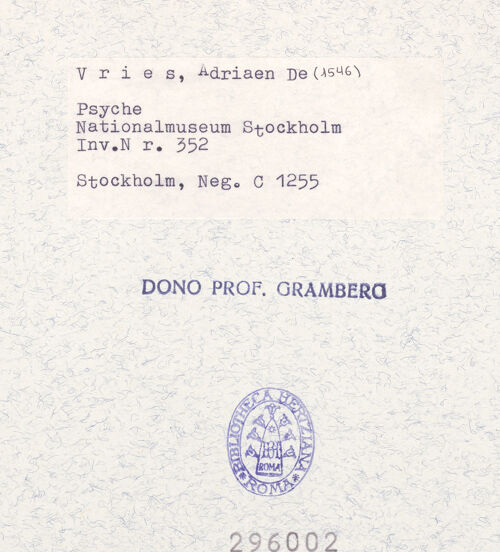 V r i e s, Adriaen De (1546)
Psyche
Nationalmuseum Stockholm
Inv.N r. 352
Stockholm, Neg. C 1255
DONO PROF. GRAMBERG
BIBLIOTHECA HERTZIANA
BH
ROMA
ROMA
296002